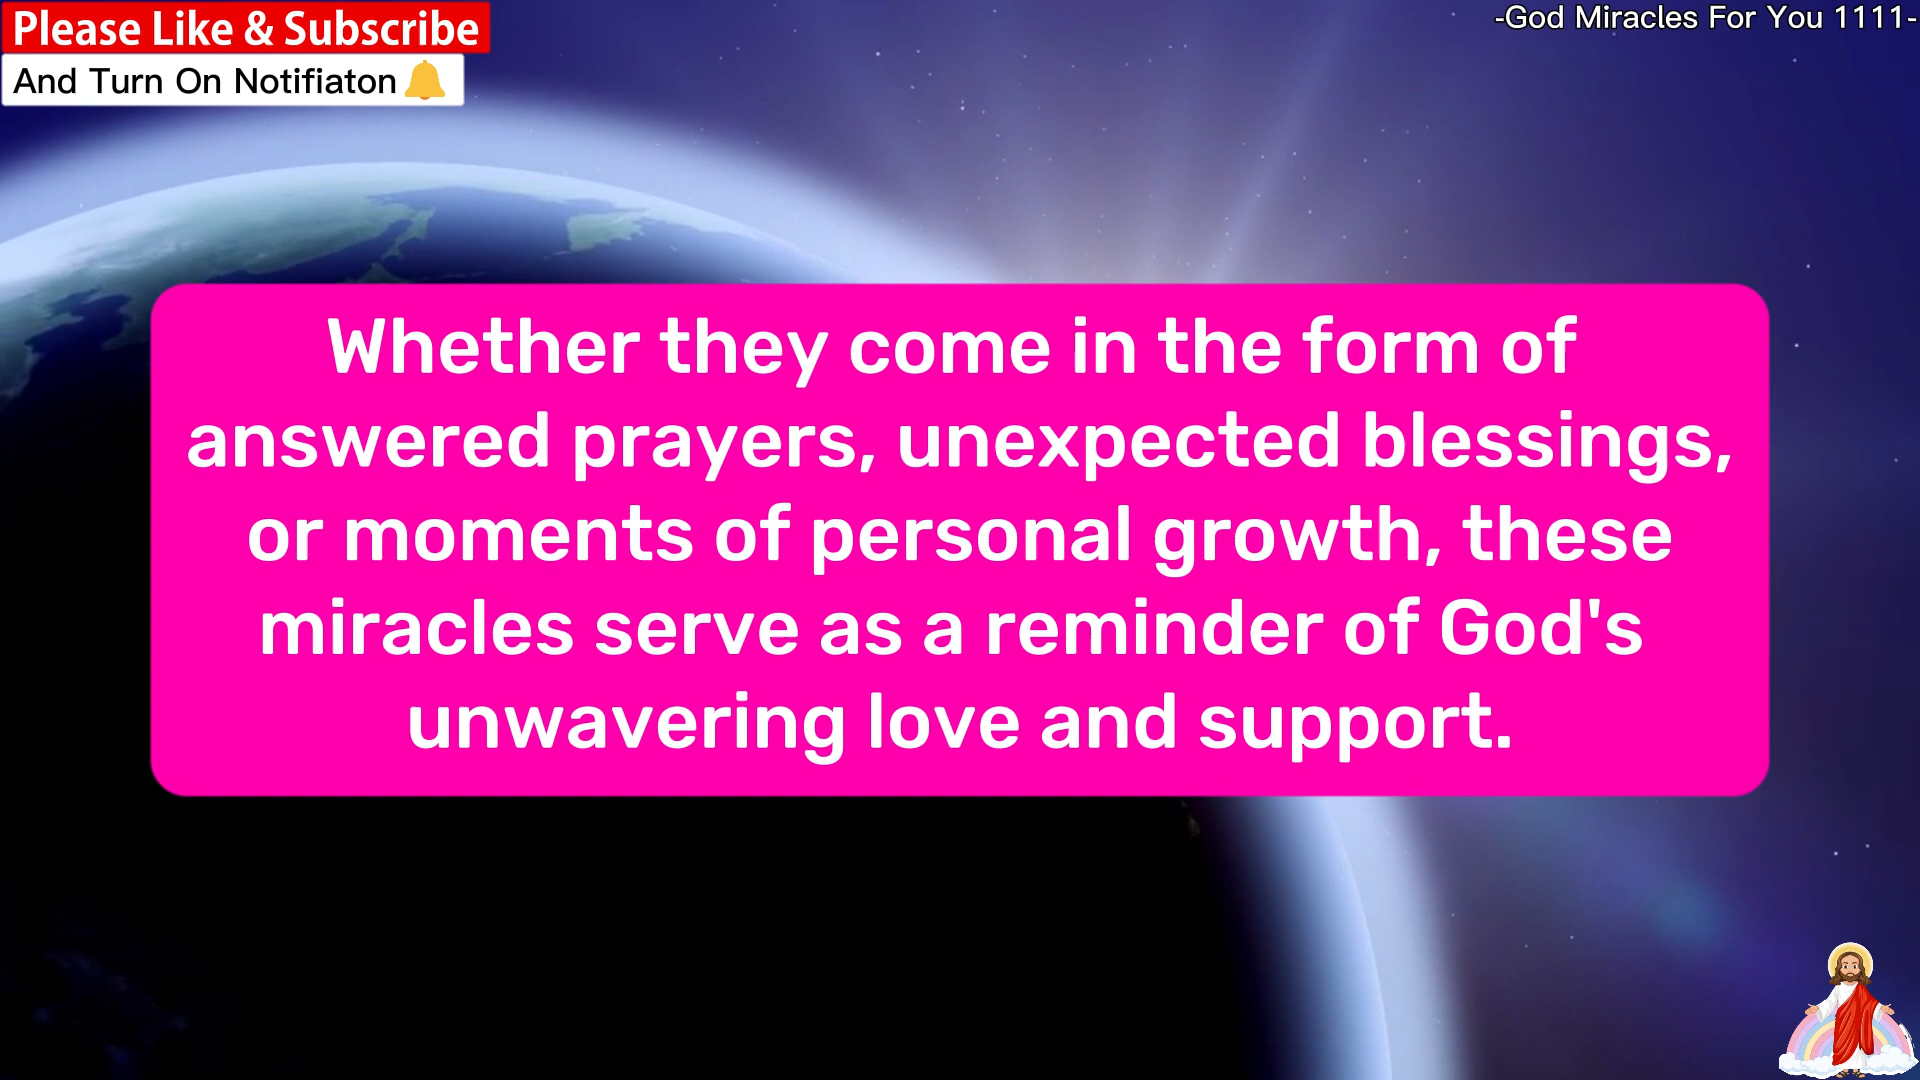 Please Like & Subscribe
And Turn On Notifiaton
-God Miracles For You 1111-
Whether they come in the form of
answered prayers, unexpected blessings,
or moments of personal growth, these
miracles serve as a reminder of God's
unwavering love and support.